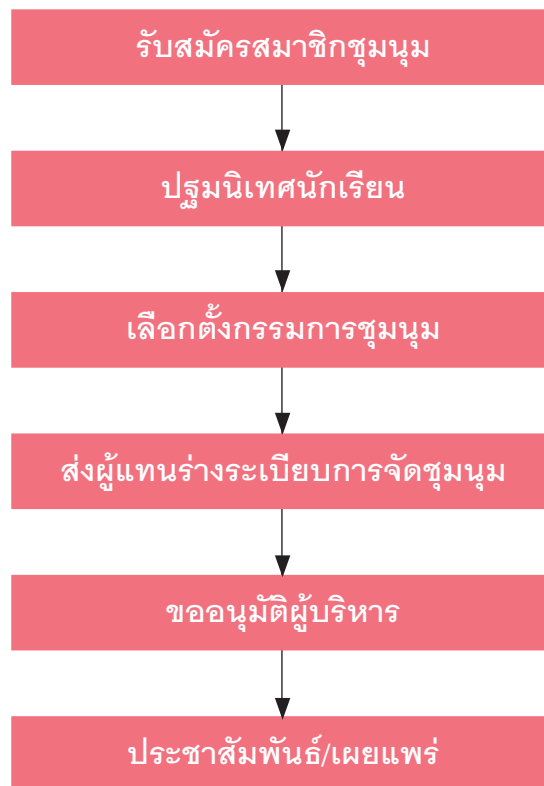 รับสมัครสมาชิกชุมนุม
ปฐมนิเทศนักเรียน
เลือกตั้งกรรมการชุมนุม
ส่งผู้แทนร่างระเบียบการจัดชุมนุม
ขออนุมัติผู้บริหาร
ประชาสัมพันธ์/เผยแพร่